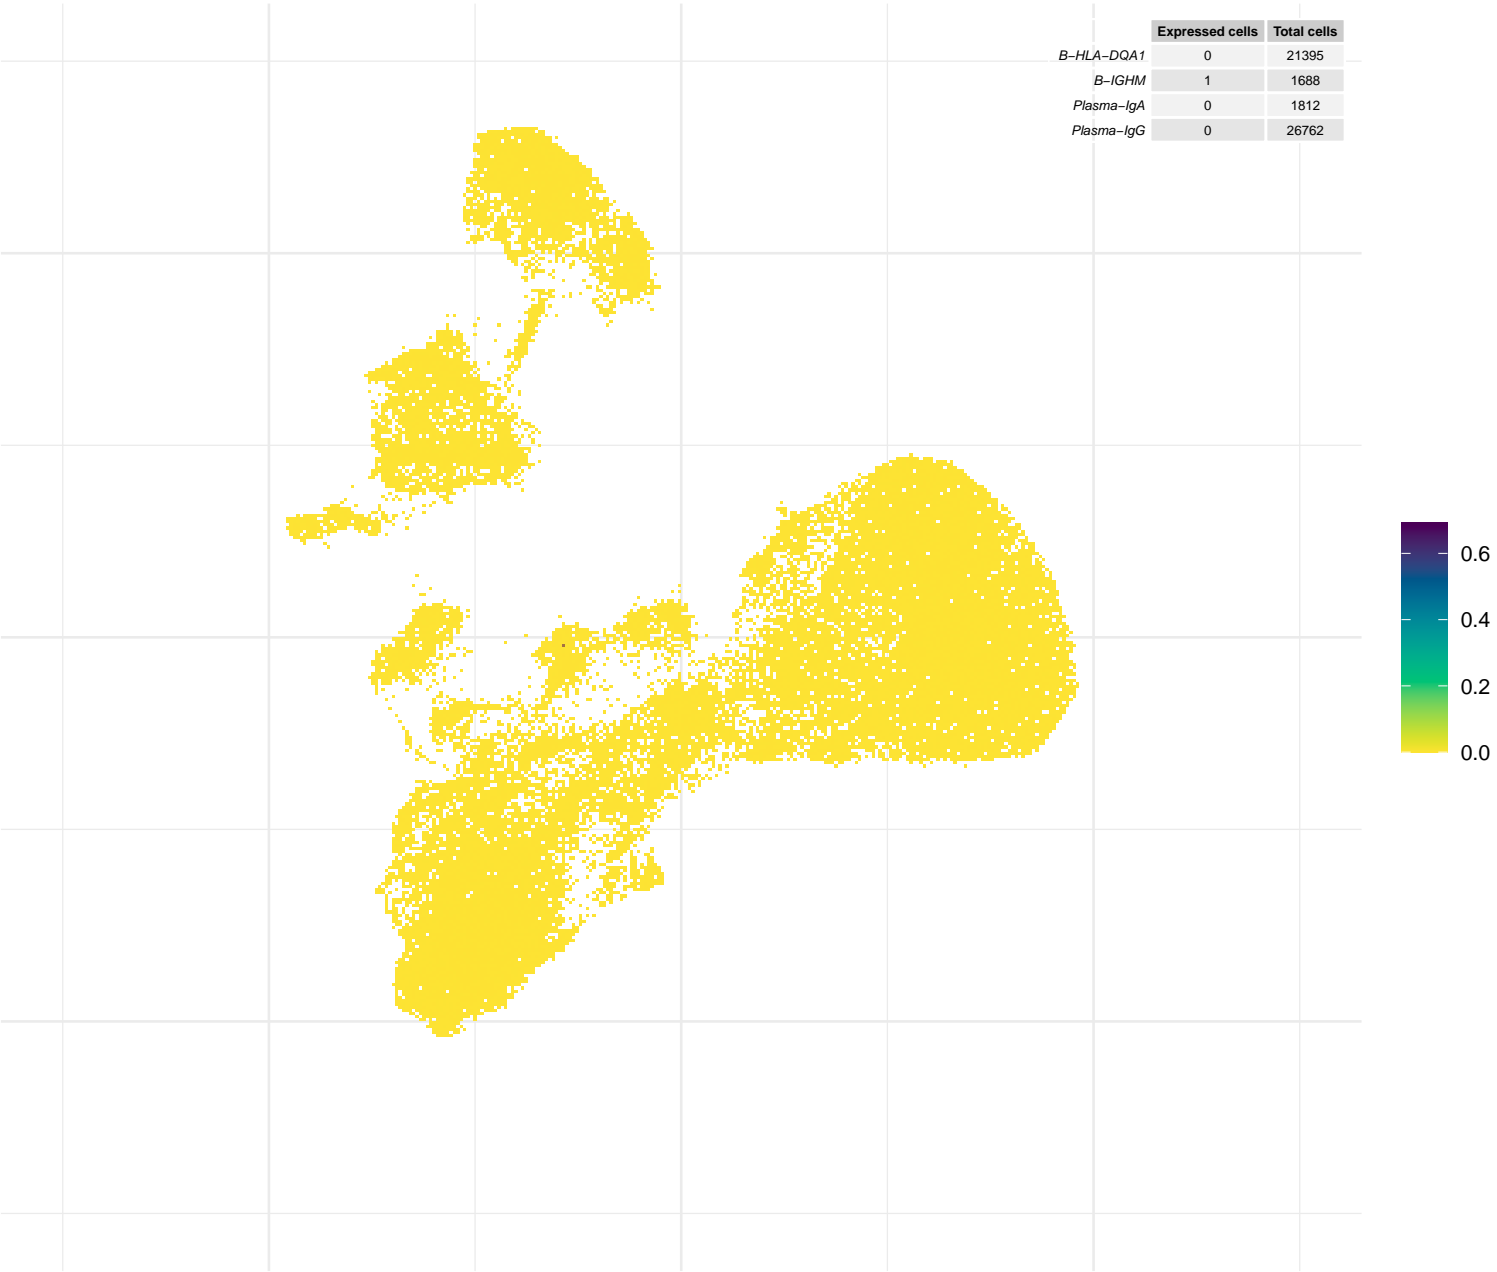 Expressed cells Total cells
B−HLA−DQA1 0 21395
B−IGHM 1 1688
Plasma−IgA 0 1812
Plasma−IgG 0 26762
0.6
0.4
0.2
0.0